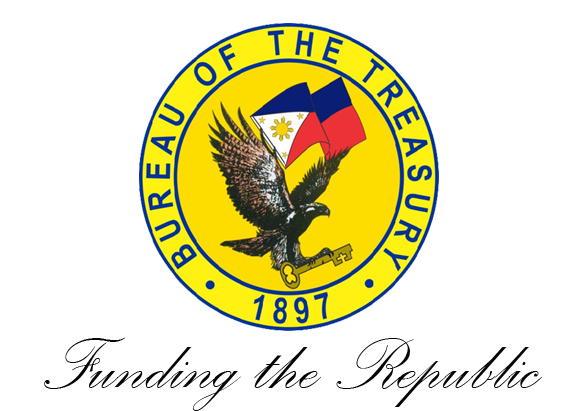 BUREAU OF THE TREASURY
1897
Funding the Republic